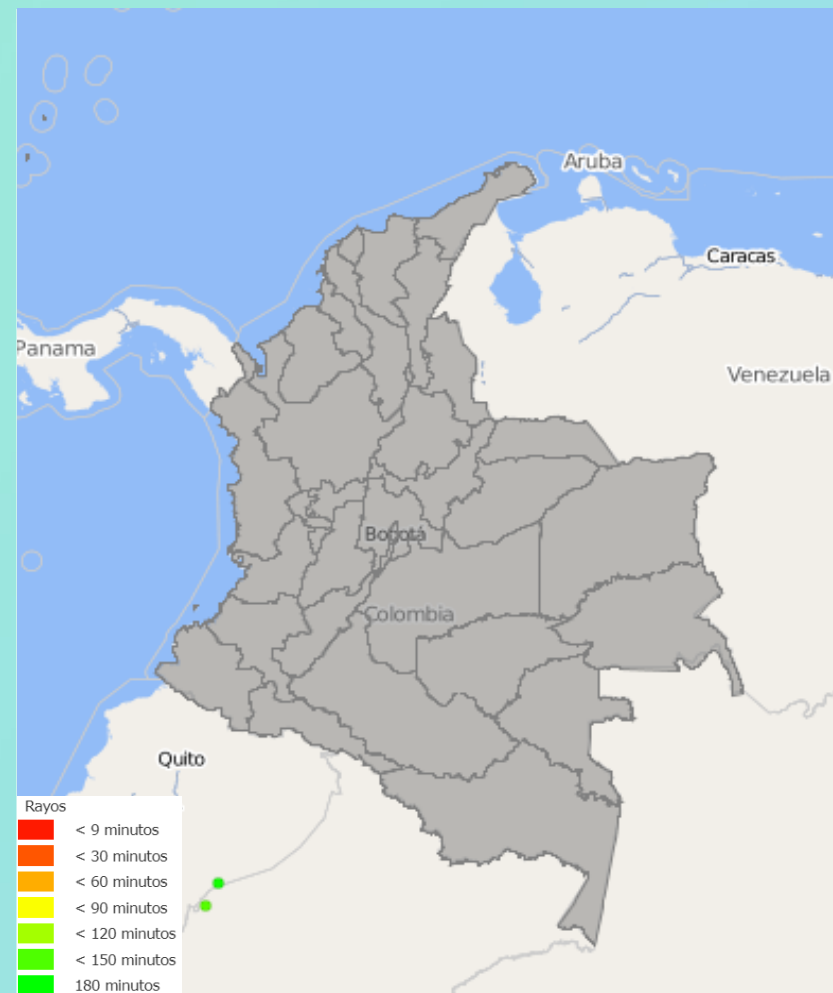 Aruba
Caracas
Panama
Venezuela
Bogotá
Colombia
Quito
Rayos
< 9 minutos
< 30 minutos
< 60 minutos
< 90 minutos
< 120 minutos
< 150 minutos
180 minutos